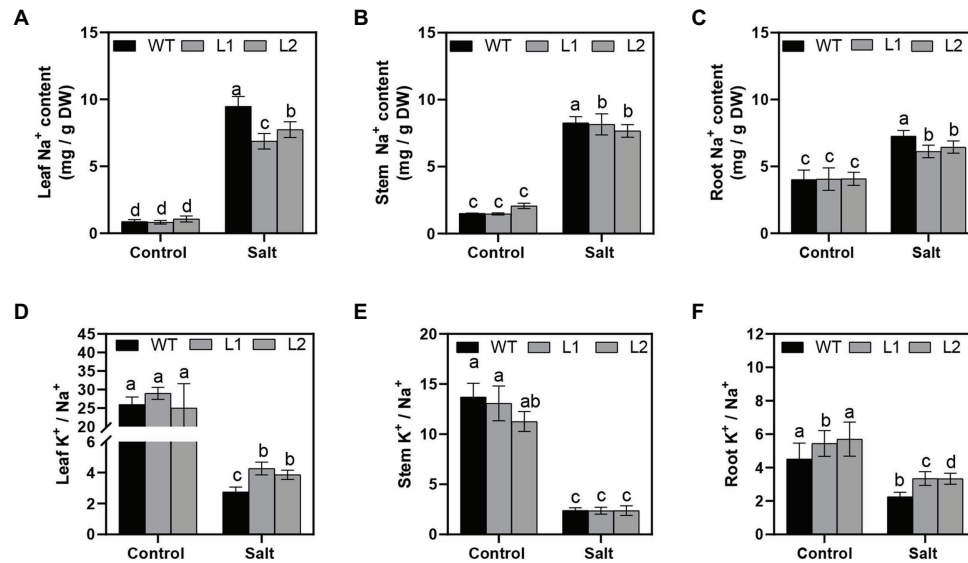 A
Leaf Na+ content
(mg / g DW)
15
10
5
0
WT L1 L2
d d d
a c b
Control Salt
B
Stem Na+ content
(mg / g DW)
15
10
5
0
WT L1 L2
c c c
a b b
Control Salt
C
Root Na+ content
(mg / g DW)
15
10
5
0
WT L1 L2
c c c
a b b
Control Salt
D
Leaf K+ / Na+
45
40
35
30
25
20
6
4
2
0
WT L1 L2
a a a
c b b
Control Salt
E
Stem K+ / Na+
20
15
10
5
0
WT L1 L2
a a ab
c c c
Control Salt
F
Root K+ / Na+
12
10
8
6
4
2
0
WT L1 L2
a b a
b c d
Control Salt